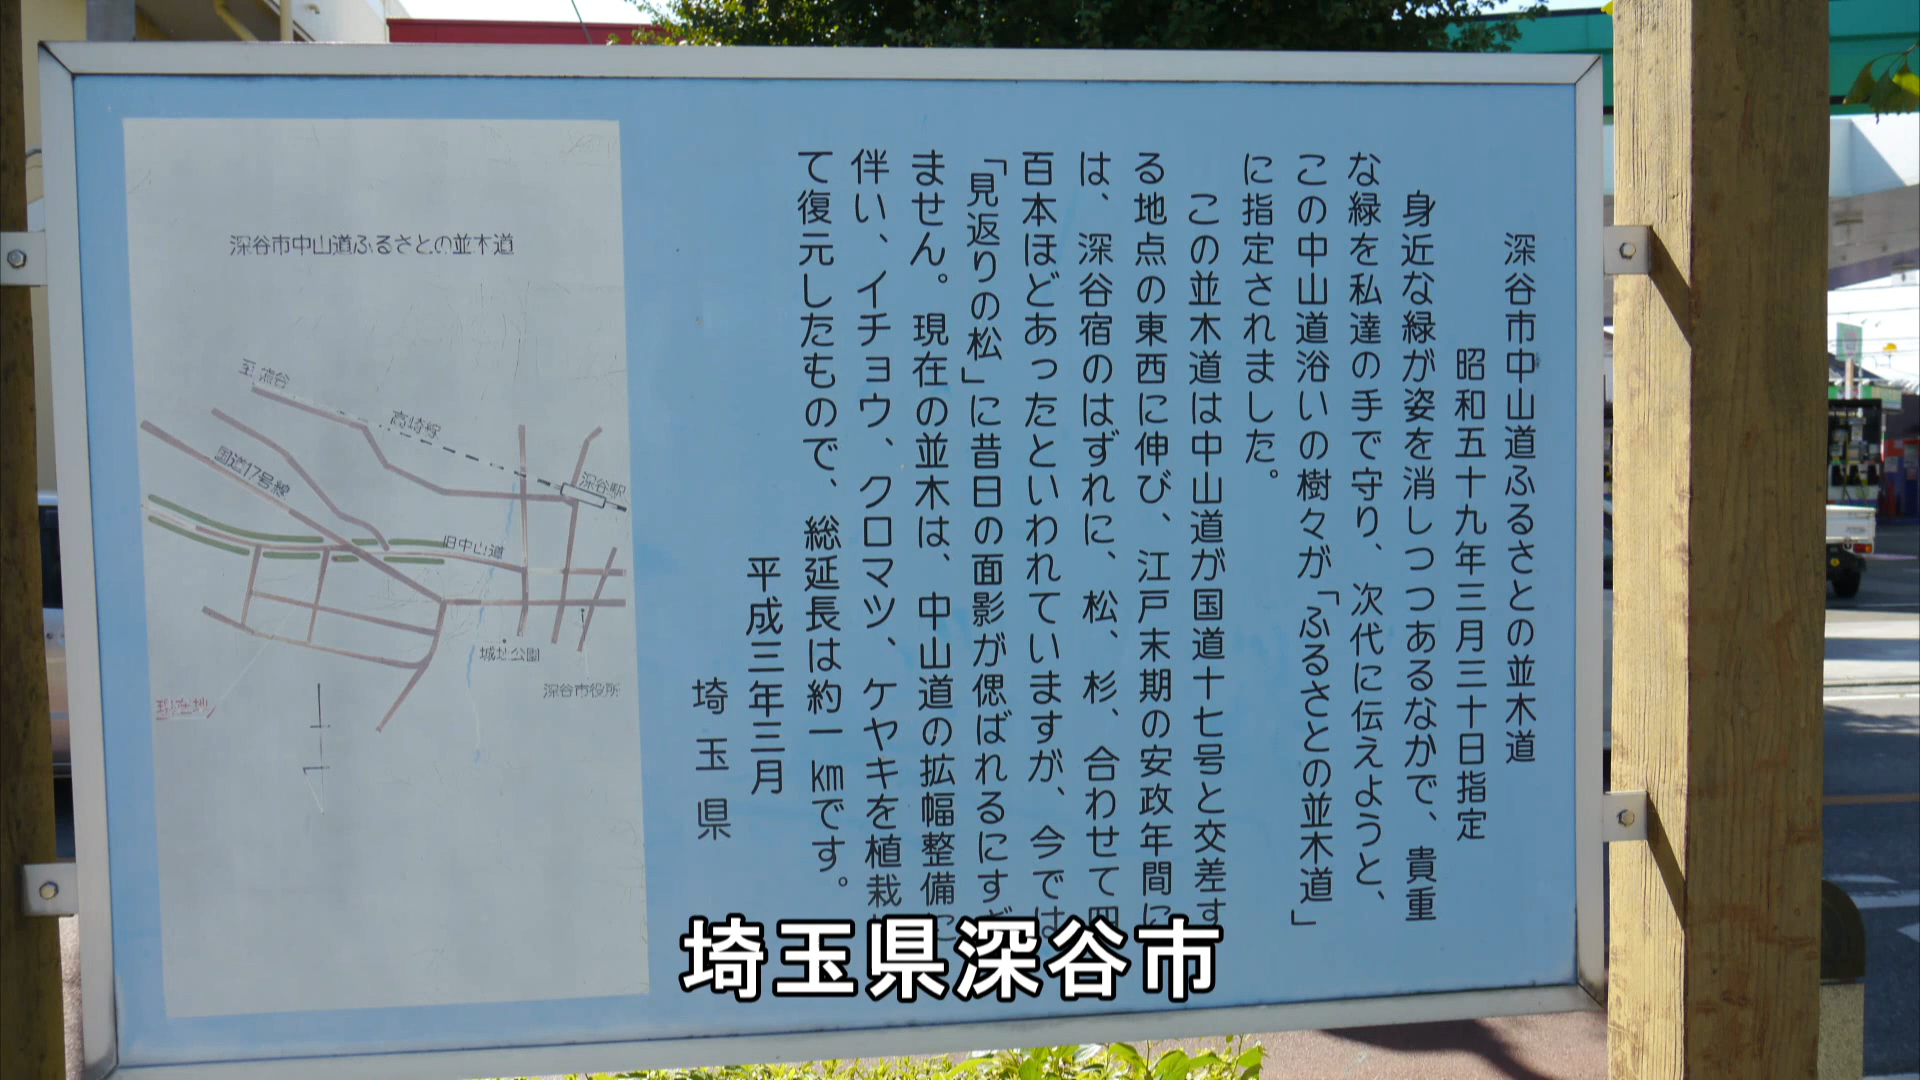 深谷市中山道ふるさとの並木道
昭和五十九年三月三十日指定
身近な緑が姿を消しつつあるなかで、貴重
な緑を私達の手で守り、次代に伝えようと、
この中山道浴いの樹々が「ふるさとの並木道」
に指定されました。
この並木道は中山道が国道十七号と交差す
る地点の東西に伸び、江戸末期の安政年間に
は、深谷宿のはずれに、松、杉、合わせて四
百本ほどあったといわれていますが、今では
「見返りの松」に昔日の面影が偲ばれるにすぎ
ません。現在の並木は、中山道の拡幅整備に
伴い、イチョウ、クロマツ、ケヤキを植栽し
て復元したもので、総延長は約一㎞です。
平成三年三月
埼玉県
深谷市中山道ふるさとの並木道
高崎線
国道17号線
深谷駅
旧中山道
城址公園
深谷市役所
現在地
埼玉県深谷市